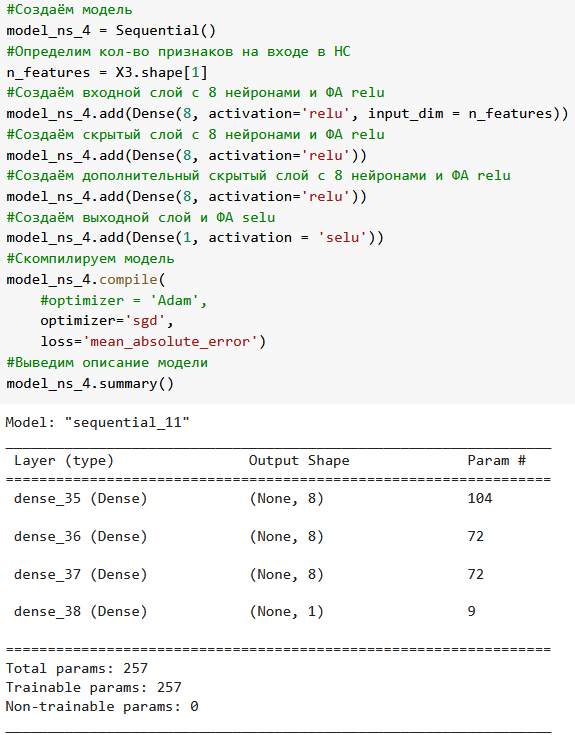 #Создаём модель
model_ns_4 = Sequential()
#Определим кол-во признаков на входе в НС
n_features = X3.shape[1]
#Создаём входной слой с 8 нейронами и ФА relu
model_ns_4.add(Dense(8, activation='relu', input_dim = n_features))
#Создаём скрытый слой с 8 нейронами и ФА relu
model_ns_4.add(Dense(8, activation='relu'))
#Создаём дополнительный скрытый слой с 8 нейронами и ФА relu
model_ns_4.add(Dense(8, activation='relu'))
#Создаём выходной слой и ФА selu
model_ns_4.add(Dense(1, activation = 'selu'))
#Скомпилируем модель
model_ns_4.compile(
    #optimizer = 'Adam',
    optimizer='sgd',
    loss='mean_absolute_error')
#Выведим описание модели
model_ns_4.summary()
Model: "sequential_11"
_________________________________________________________________
Layer (type) Output Shape Param #
=================================================================
dense_35 (Dense) (None, 8) 104
dense_36 (Dense) (None, 8) 72
dense_37 (Dense) (None, 8) 72
dense_38 (Dense) (None, 1) 9
=================================================================
Total params: 257
Trainable params: 257
Non-trainable params: 0
_________________________________________________________________